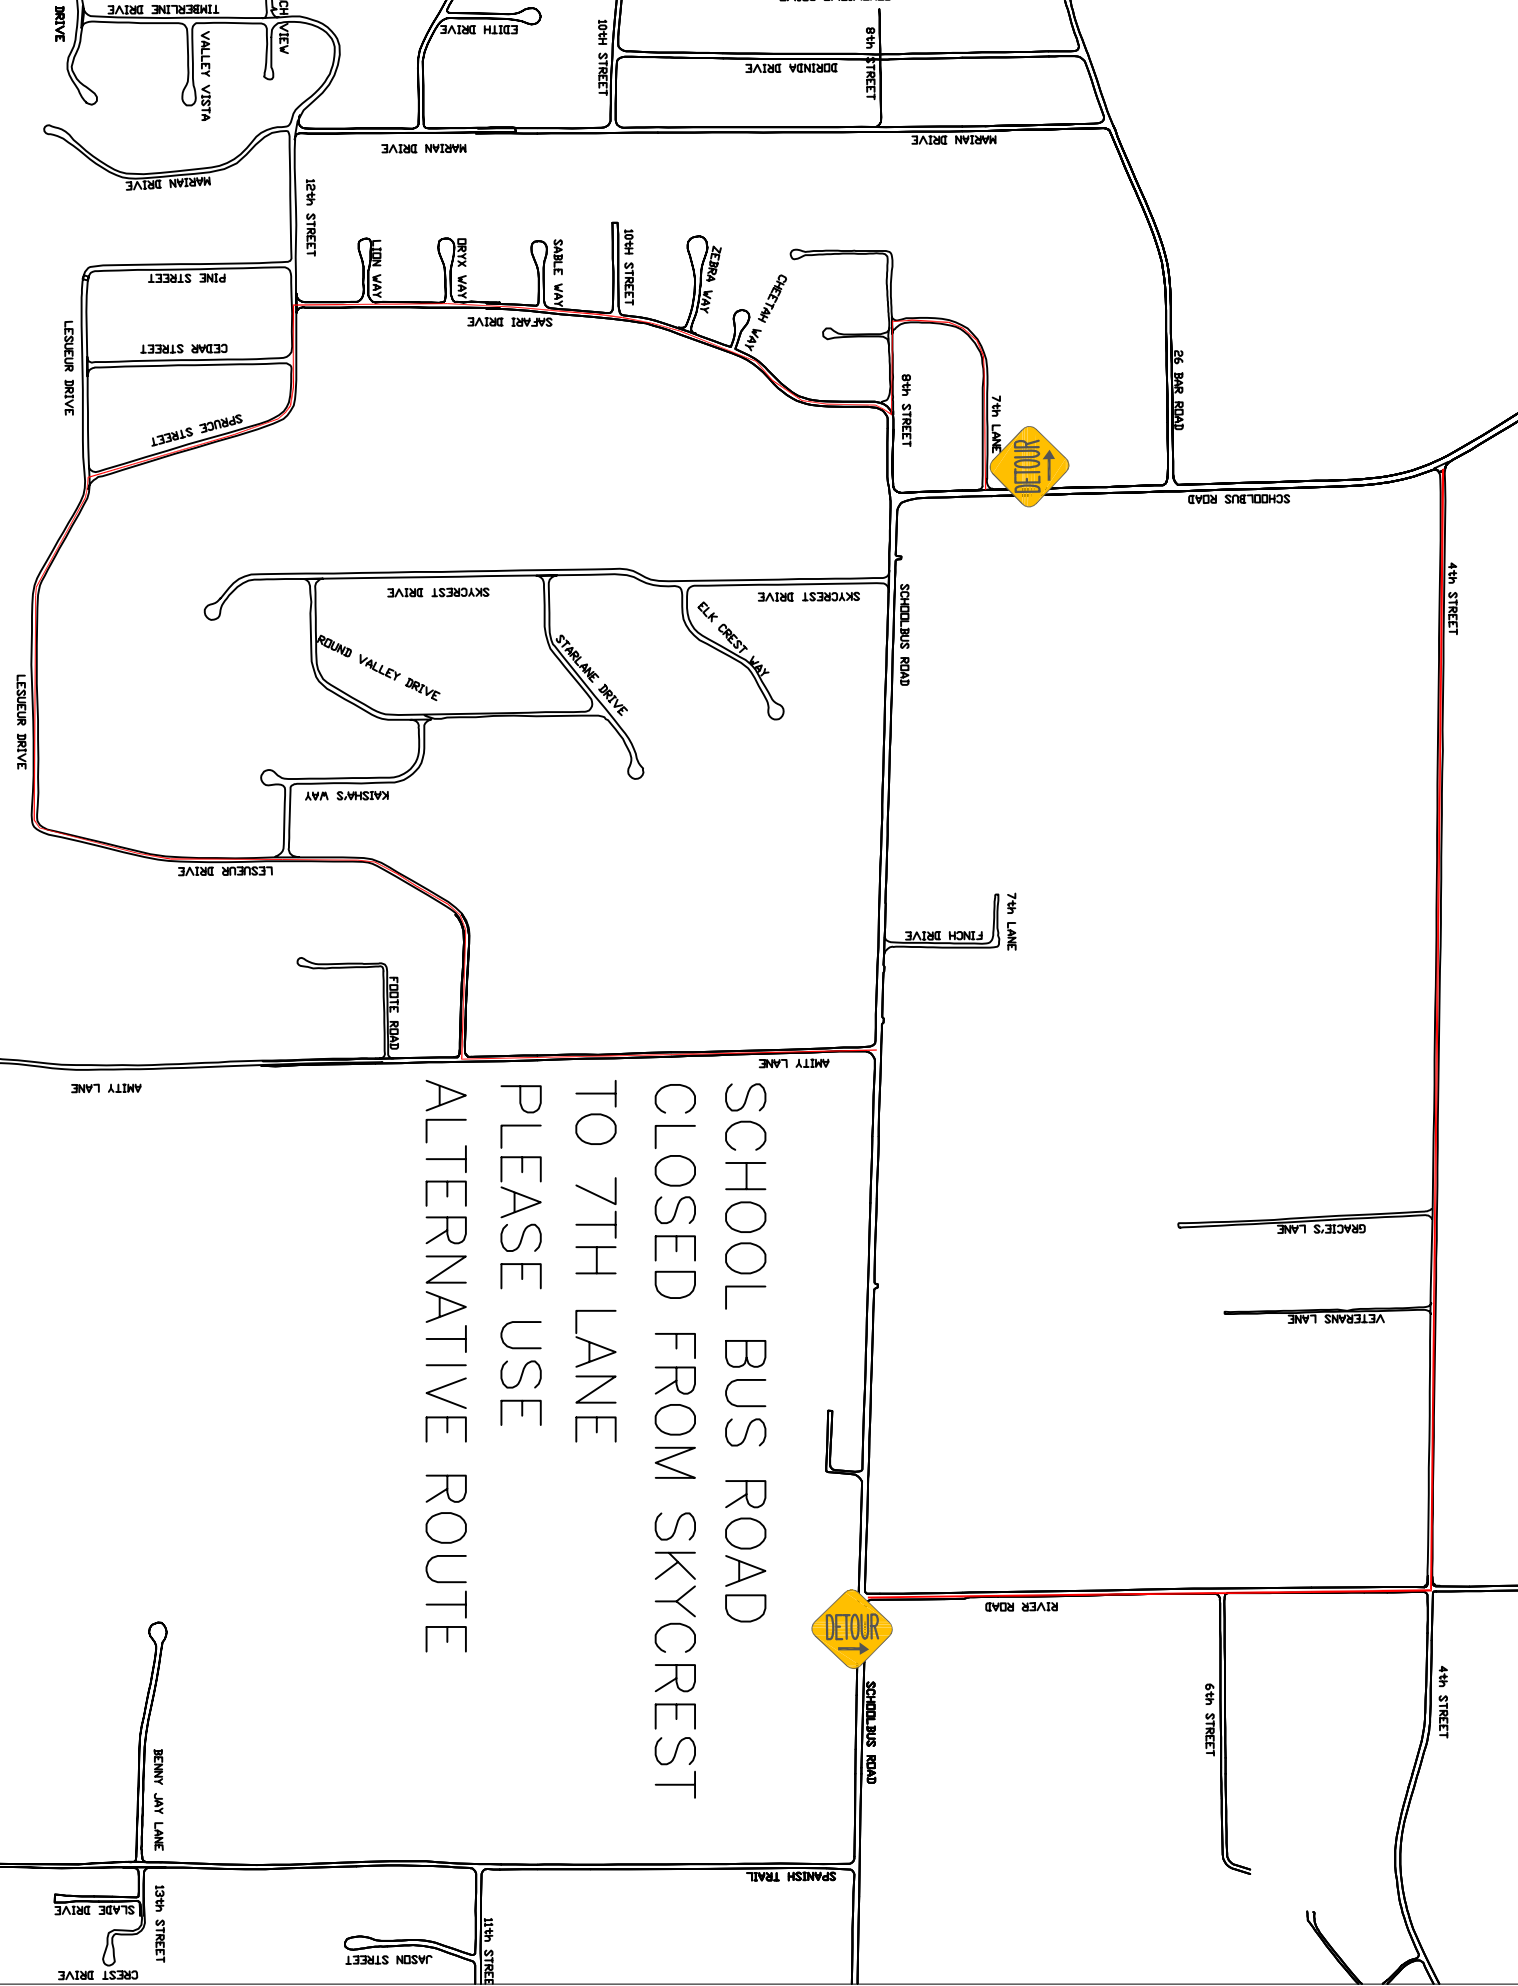 SCHOOL BUS ROAD
CLOSED FROM SKYCREST
TO 7TH LANE
PLEASE USE
ALTERNATIVE ROUTE
DETOUR
DETOUR
DRIVE
TIMBERLINE DRIVE
VIEW
VALLEY VISTA
EDITH DRIVE
10tH STREET
8th STREET
DORINDA DRIVE
MARIAN DRIVE
MARIAN DRIVE
MARIAN DRIVE
12th STREET
LION WAY
ORYX WAY
SABLE WAY
10tH STREET
ZEBRA WAY
CHEETAH WAY
PINE STREET
SAFARI DRIVE
CEDAR STREET
LESUEUR DRIVE
SPRUCE STREET
8th STREET
7th LANE
26 BAR ROAD
SCHOOLBUS ROAD
4th STREET
SKYCREST DRIVE
SKYCREST DRIVE
SCHOOLBUS ROAD
ELK CREST WAY
STARLANE DRIVE
ROUND VALLEY DRIVE
LESUEUR DRIVE
KAISHA'S WAY
LESUEUR DRIVE
7th LANE
FINCH DRIVE
FOOTE ROAD
AMITY LANE
AMITY LANE
GRACIE'S LANE
VETERANS LANE
RIVER ROAD
SCHOOLBUS ROAD
6th STREET
4th STREET
BENNY JAY LANE
SPANISH TRAIL
13th STREET
SLADE DRIVE
CREST DRIVE
JASON STREET
11th STREE